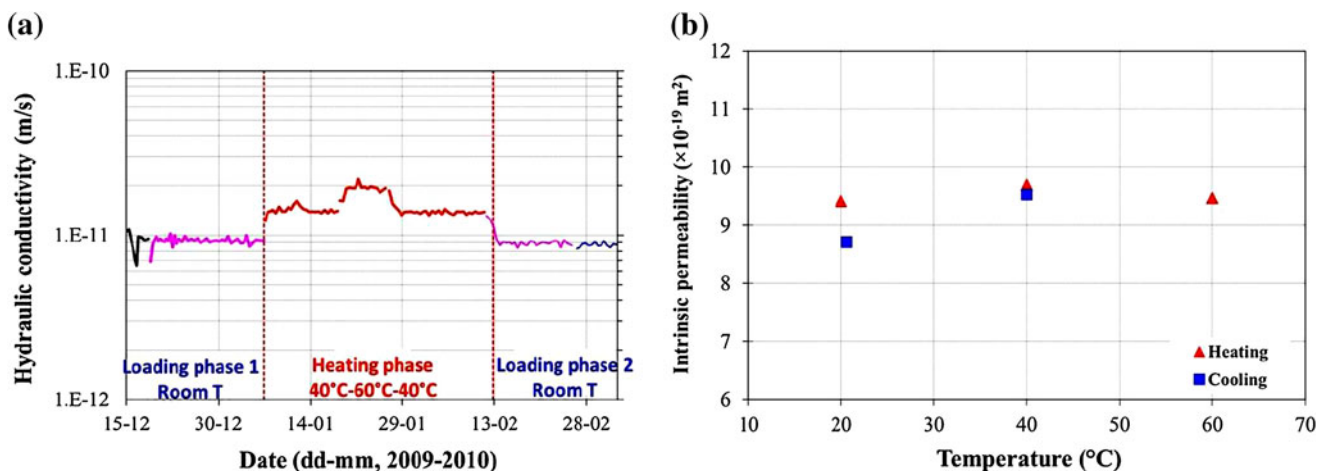 (a)
Hydraulic conductivity (m/s)
1.E-10
1.E-11
1.E-12
Loading phase 1
Room T
Heating phase
40°C-60°C-40°C
Loading phase 2
Room T
15-12 30-12 14-01 29-01 13-02 28-02
Date (dd-mm, 2009-2010)
(b)
Intrinsic permeability (×10⁻¹⁹ m²)
12
11
10
9
8
7
6
Heating
Cooling
10 20 30 40 50 60 70
Temperature (°C)